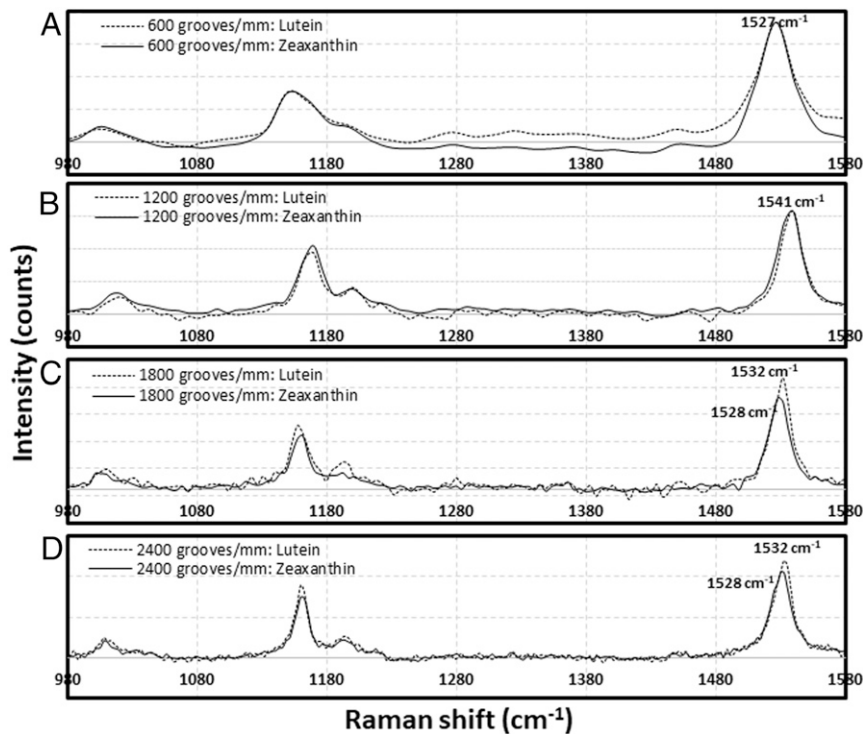 A
600 grooves/mm: Lutein
600 grooves/mm: Zeaxanthin
1527 cm-1
980 1080 1180 1280 1380 1480 1580
B
1200 grooves/mm: Lutein
1200 grooves/mm: Zeaxanthin
1541 cm-1
980 1080 1180 1280 1380 1480 1580
C
1800 grooves/mm: Lutein
1800 grooves/mm: Zeaxanthin
1532 cm-1
1528 cm-1
980 1080 1180 1280 1380 1480 1580
D
2400 grooves/mm: Lutein
2400 grooves/mm: Zeaxanthin
1532 cm-1
1528 cm-1
980 1080 1180 1280 1380 1480 1580
Intensity (counts)
Raman shift (cm-1)